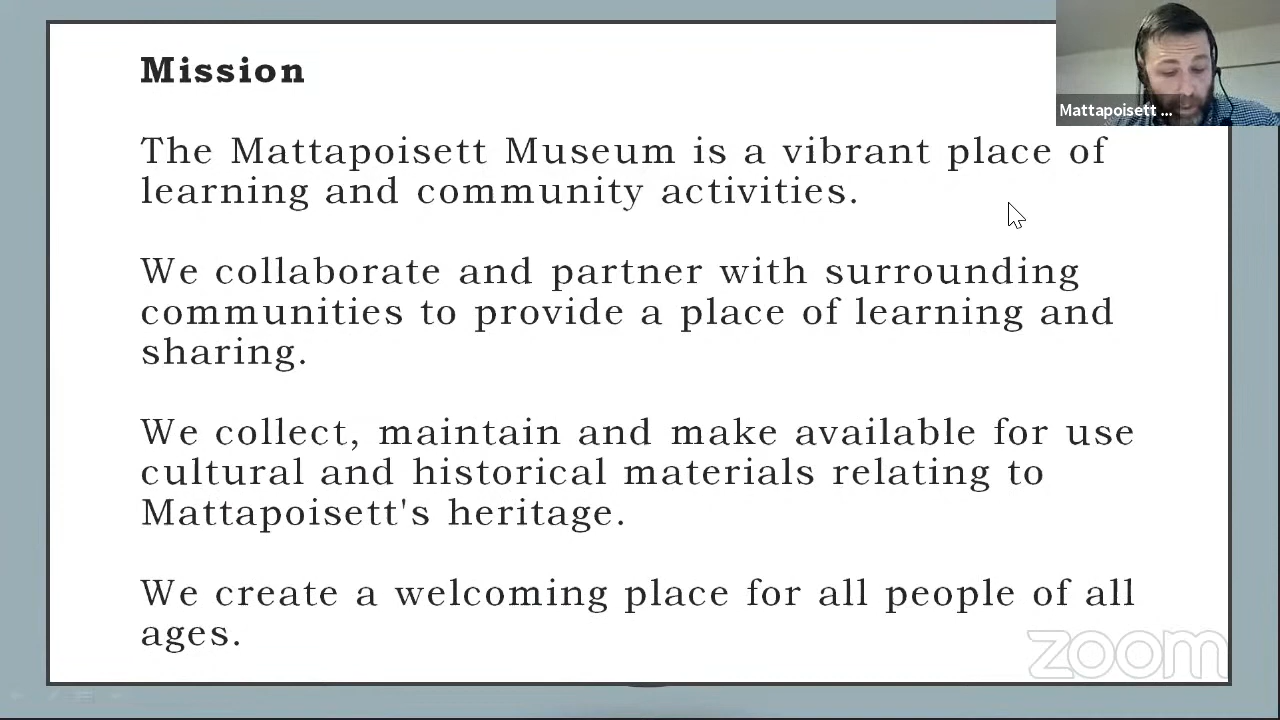 Mission
Mattapoisett ...
The Mattapoisett Museum is a vibrant place of
learning and community activities.
We collaborate and partner with surrounding
communities to provide a place of learning and
sharing.
We collect, maintain and make available for use
cultural and historical materials relating to
Mattapoisett's heritage.
We create a welcoming place for all people of all
ages.
zoom